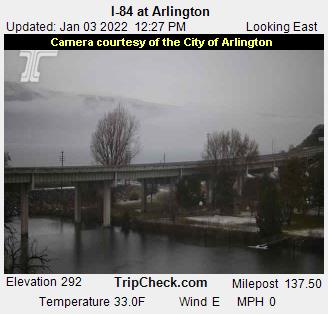 I-84 at Arlington
Updated: Jan 03 2022 12:27 PM Looking East
Camera courtesy of the City of Arlington
Elevation 292 TripCheck.com Milepost 137.50
Temperature 33.0F Wind E MPH 0